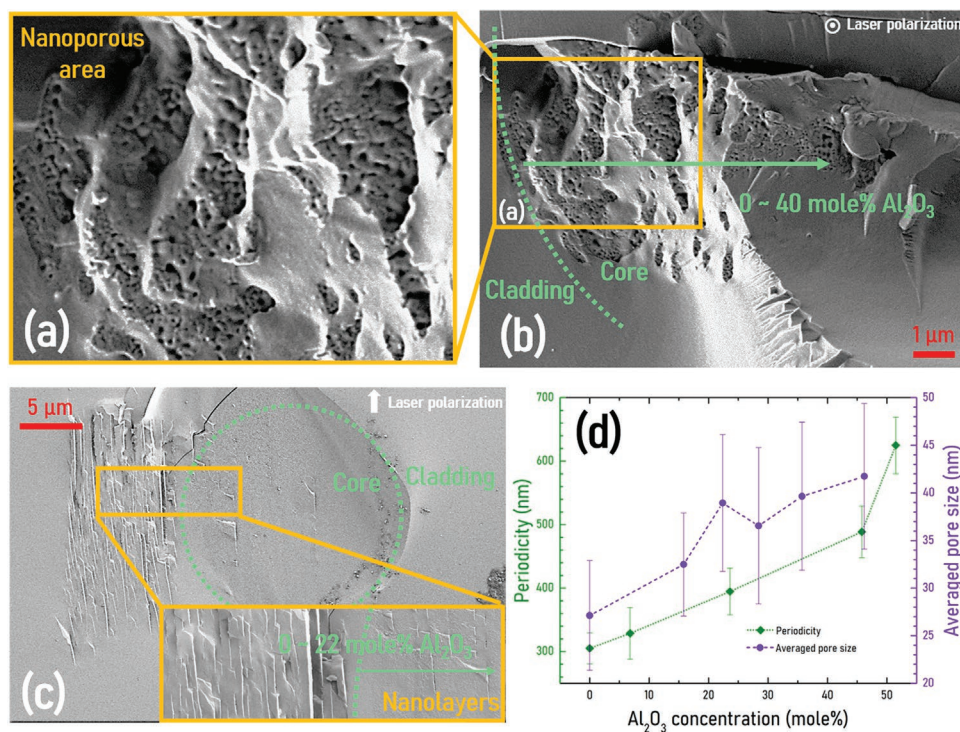 Nanoporous
area
(a)
Laser polarization
(a)
0 ~ 40 mole% Al₂O₃
Core
Cladding
(b)
1 µm
5 µm
Laser polarization
Core
Cladding
0 ~ 22 mole% Al₂O₃
Nanolayers
(c)
(d)
700
600
500
400
300
Periodicity (nm)
50
45
40
35
30
25
20
Averaged pore size (nm)
Periodicity
Averaged pore size
0 10 20 30 40 50
Al₂O₃ concentration (mole%)